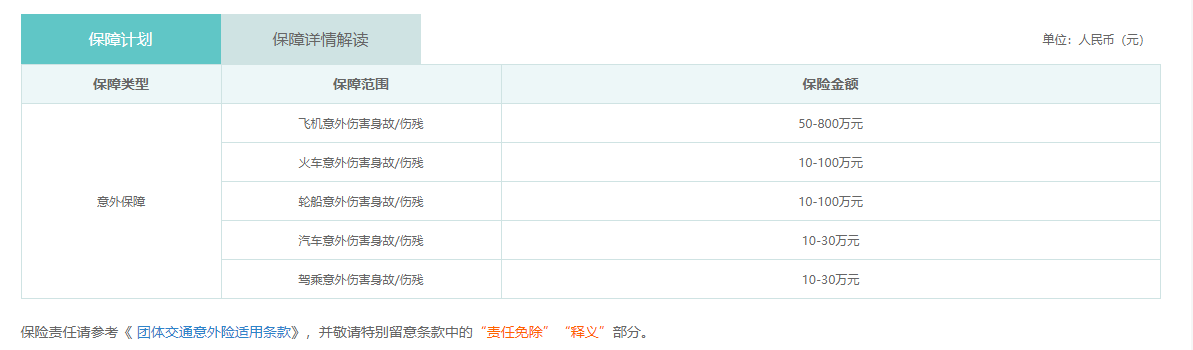 保障计划
保障详情解读
单位：人民币（元）
保障类型 保障范围 保险金额
意外保障
飞机意外伤害身故/伤残 50-800万元
火车意外伤害身故/伤残 10-100万元
轮船意外伤害身故/伤残 10-100万元
汽车意外伤害身故/伤残 10-30万元
驾乘意外伤害身故/伤残 10-30万元
保险责任请参考《 团体交通意外险适用条款》，并敬请特别留意条款中的“责任免除” “释义”部分。